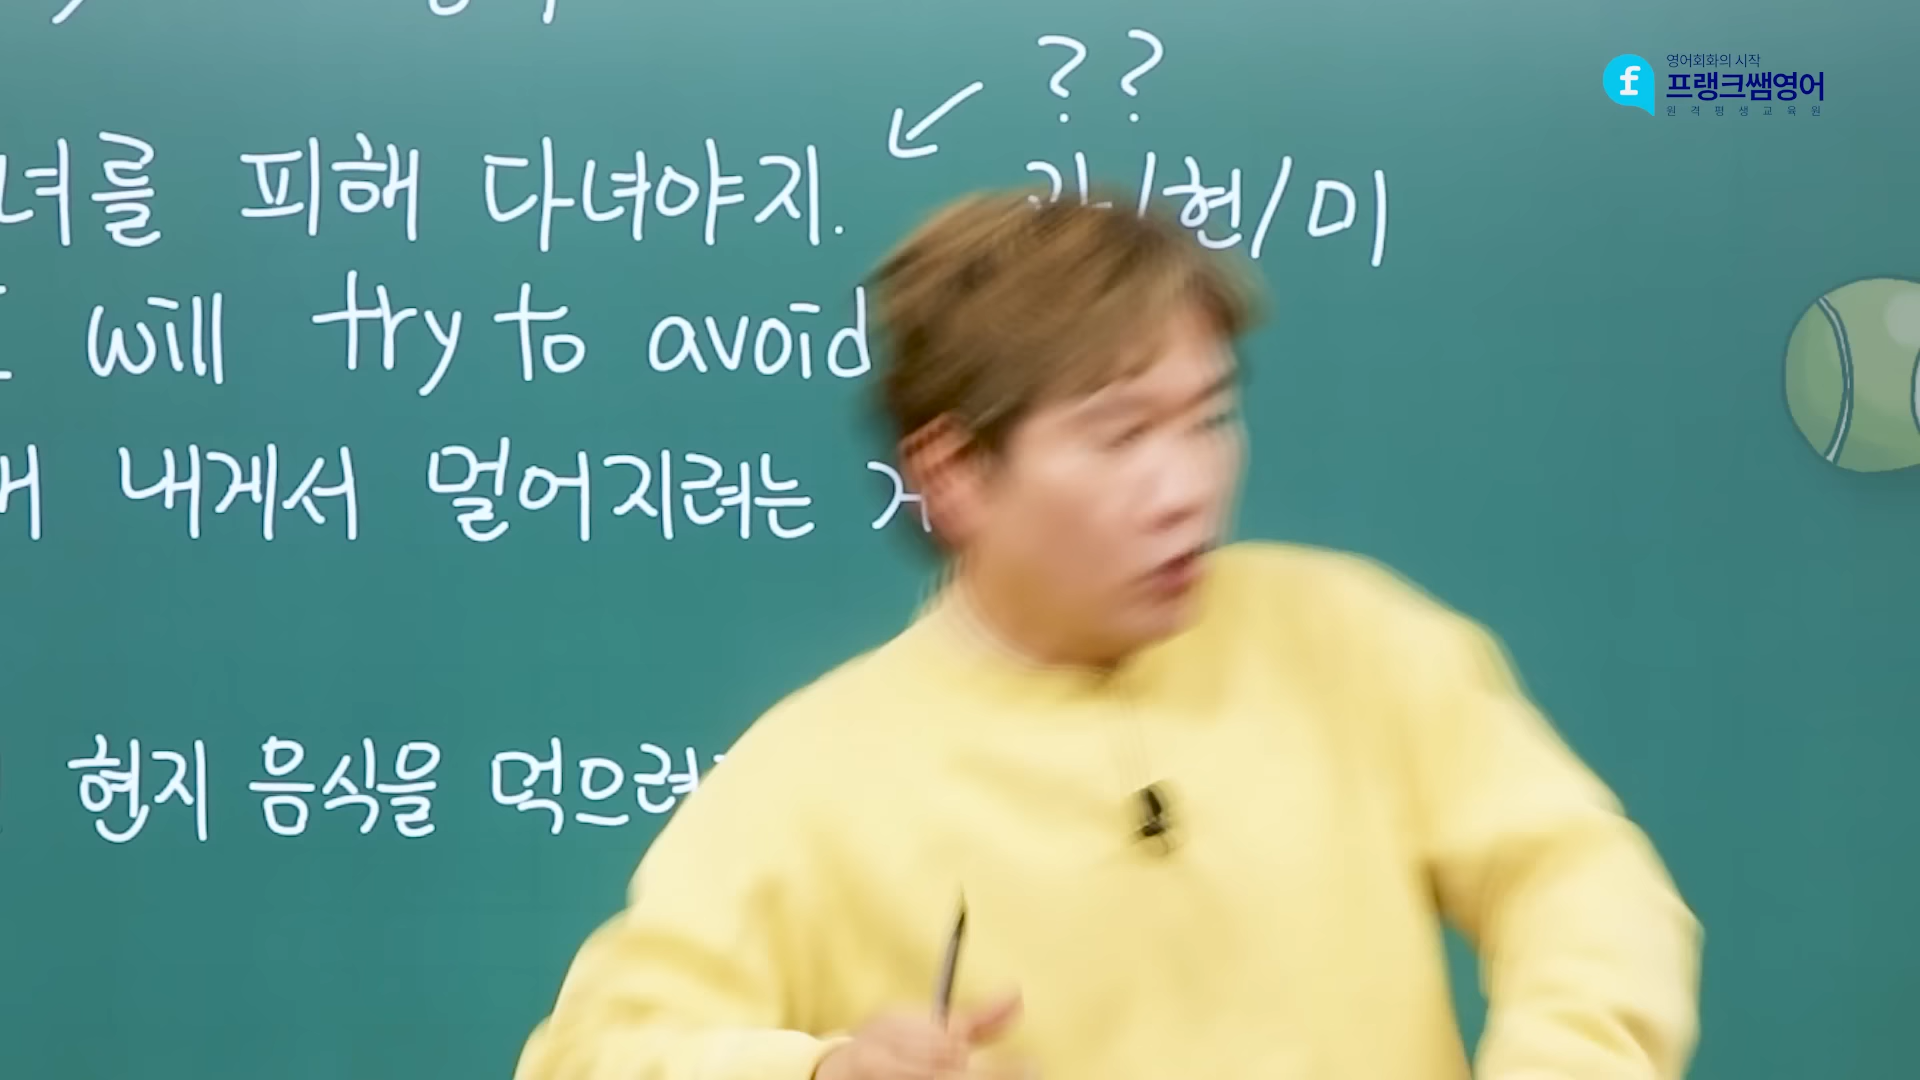 ? ?
영어회화의 시작
프랭크쌤영어
원격평생교육원
녀를 피해 다녀야지. / 현 / 미
will try to avoid
내게서 멀어지려는
현지 음식을 먹으려